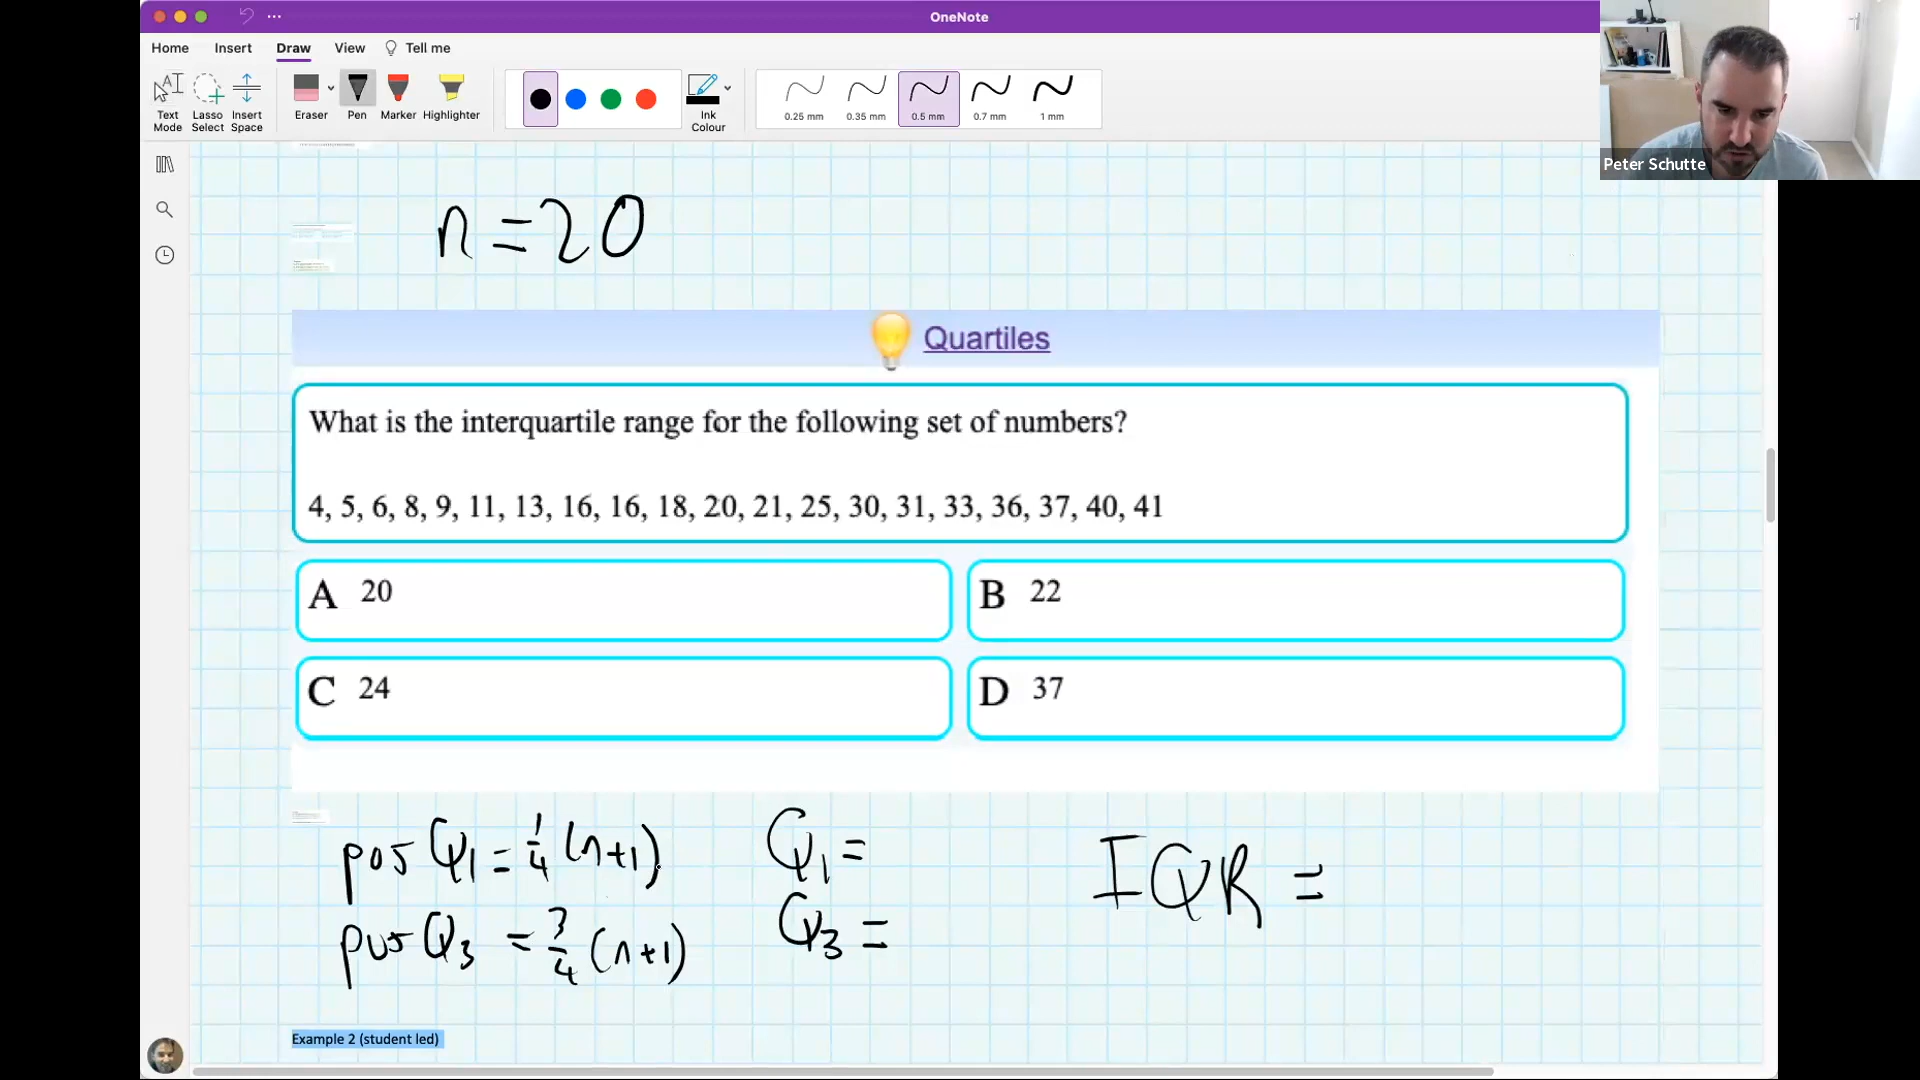 OneNote
Home Insert Draw View Tell me
Text Mode
Lasso Select
Insert Space
Eraser
Pen
Marker
Highlighter
Ink Colour
0.25 mm
0.35 mm
0.5 mm
0.7 mm
1 mm
Peter Schutte
n = 20
Quartiles
What is the interquartile range for the following set of numbers?
4, 5, 6, 8, 9, 11, 13, 16, 16, 18, 20, 21, 25, 30, 31, 33, 36, 37, 40, 41
A 20
B 22
C 24
D 37
pos Q1 = 1/4 (n+1)
Q1 =
IQR =
pos Q3 = 3/4 (n+1)
Q3 =
Example 2 (student led)